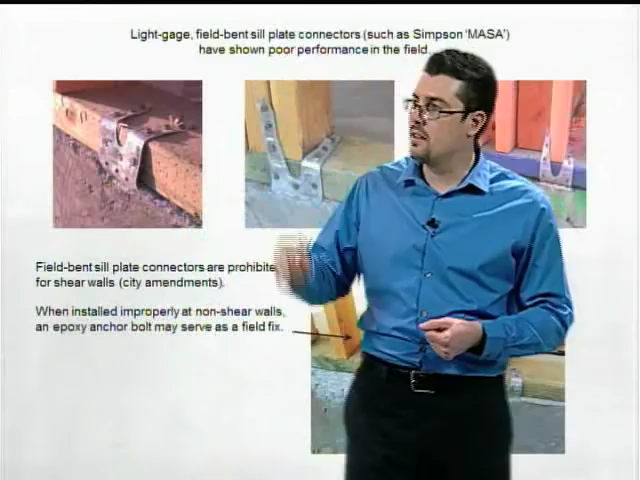 Light-gage, field-bent sill plate connectors (such as Simpson 'MASA')
have shown poor performance in the field.
Field-bent sill plate connectors are prohibite
for shear walls (city amendments).
When installed improperly at non-shear walls,
an epoxy anchor bolt may serve as a field fix.